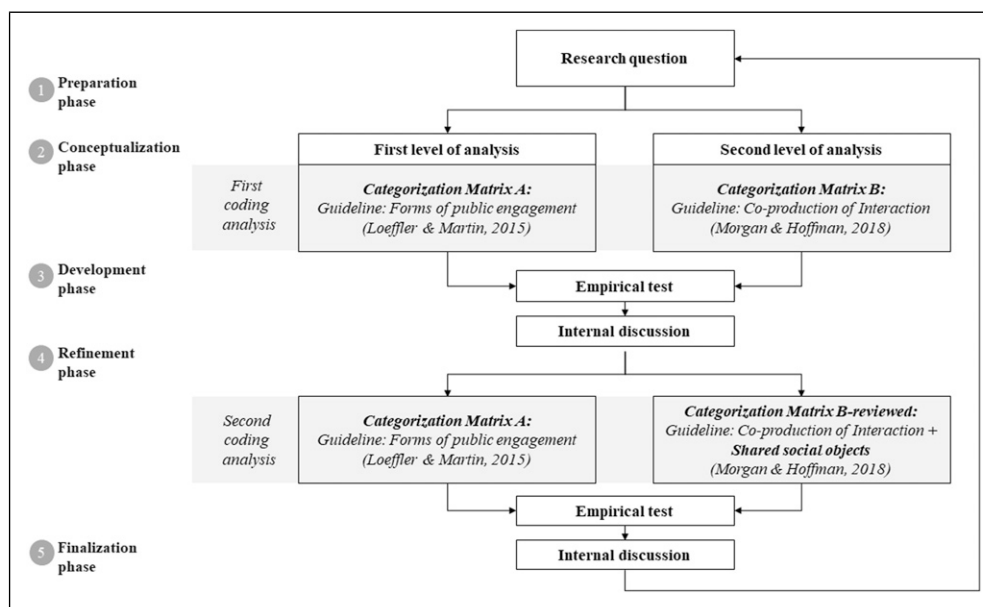 Research question
1 Preparation
phase
2 Conceptualization
phase
First level of analysis
Second level of analysis
First
coding
analysis
Categorization Matrix A:
Guideline: Forms of public engagement
(Loeffler & Martin, 2015)
Categorization Matrix B:
Guideline: Co-production of Interaction
(Morgan & Hoffman, 2018)
3 Development
phase
Empirical test
Internal discussion
4 Refinement
phase
Second
coding
analysis
Categorization Matrix A:
Guideline: Forms of public engagement
(Loeffler & Martin, 2015)
Categorization Matrix B-reviewed:
Guideline: Co-production of Interaction +
Shared social objects
(Morgan & Hoffman, 2018)
Empirical test
5 Finalization
phase
Internal discussion